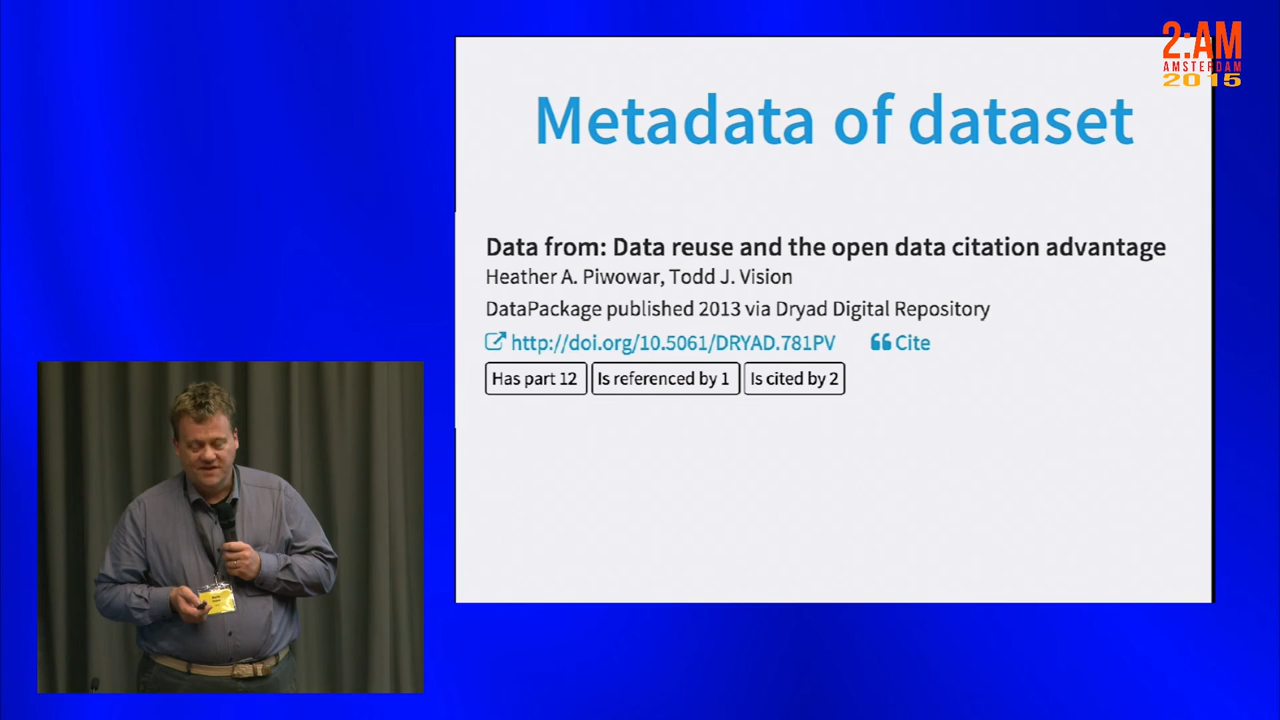 2:AM
AMSTERDAM
2015
Metadata of dataset
Data from: Data reuse and the open data citation advantage
Heather A. Piwowar, Todd J. Vision
DataPackage published 2013 via Dryad Digital Repository
http://doi.org/10.5061/DRYAD.781PV Cite
Has part 12 Is referenced by 1 Is cited by 2